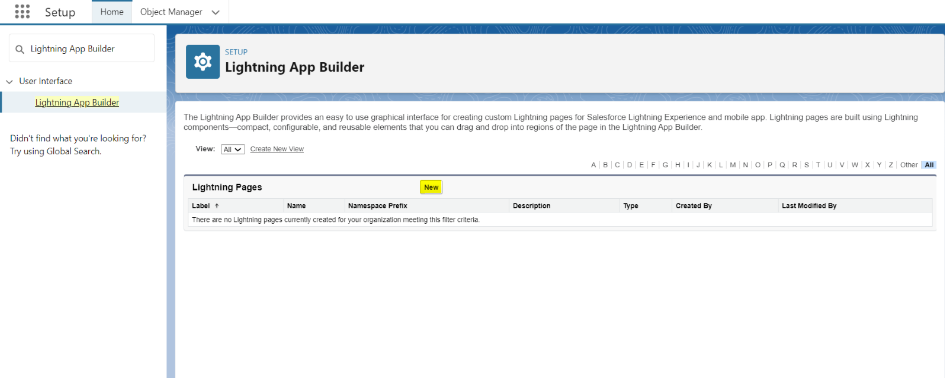 Setup Home Object Manager
Lightning App Builder
User Interface
Lightning App Builder
Didn't find what you're looking for?
Try using Global Search.
SETUP
Lightning App Builder
The Lightning App Builder provides an easy to use graphical interface for creating custom Lightning pages for Salesforce Lightning Experience and mobile app. Lightning pages are built using Lightning
components—compact, configurable, and reusable elements that you can drag and drop into regions of the page in the Lightning App Builder.
View: All Create New View
A | B | C | D | E | F | G | H | I | J | K | L | M | N | O | P | Q | R | S | T | U | V | W | X | Y | Z | Other All
Lightning Pages New
Label ↑ Name Namespace Prefix Description Type Created By Last Modified By
There are no Lightning pages currently created for your organization meeting this filter criteria.